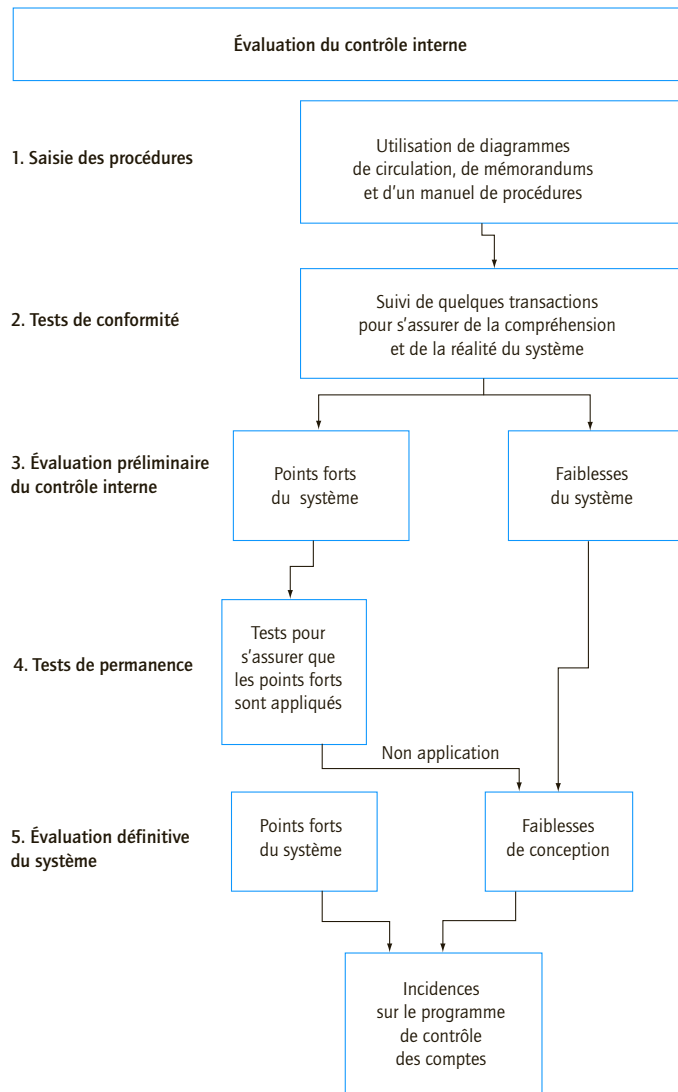 Évaluation du contrôle interne
1. Saisie des procédures
Utilisation de diagrammes
de circulation, de mémorandums
et d'un manuel de procédures
2. Tests de conformité
Suivi de quelques transactions
pour s'assurer de la compréhension
et de la réalité du système
3. Évaluation préliminaire
du contrôle interne
Points forts
du système
Faiblesses
du système
4. Tests de permanence
Tests pour
s'assurer que
les points forts
sont appliqués
Non application
5. Évaluation définitive
du système
Points forts
du système
Faiblesses
de conception
Incidences
sur le programme
de contrôle
des comptes